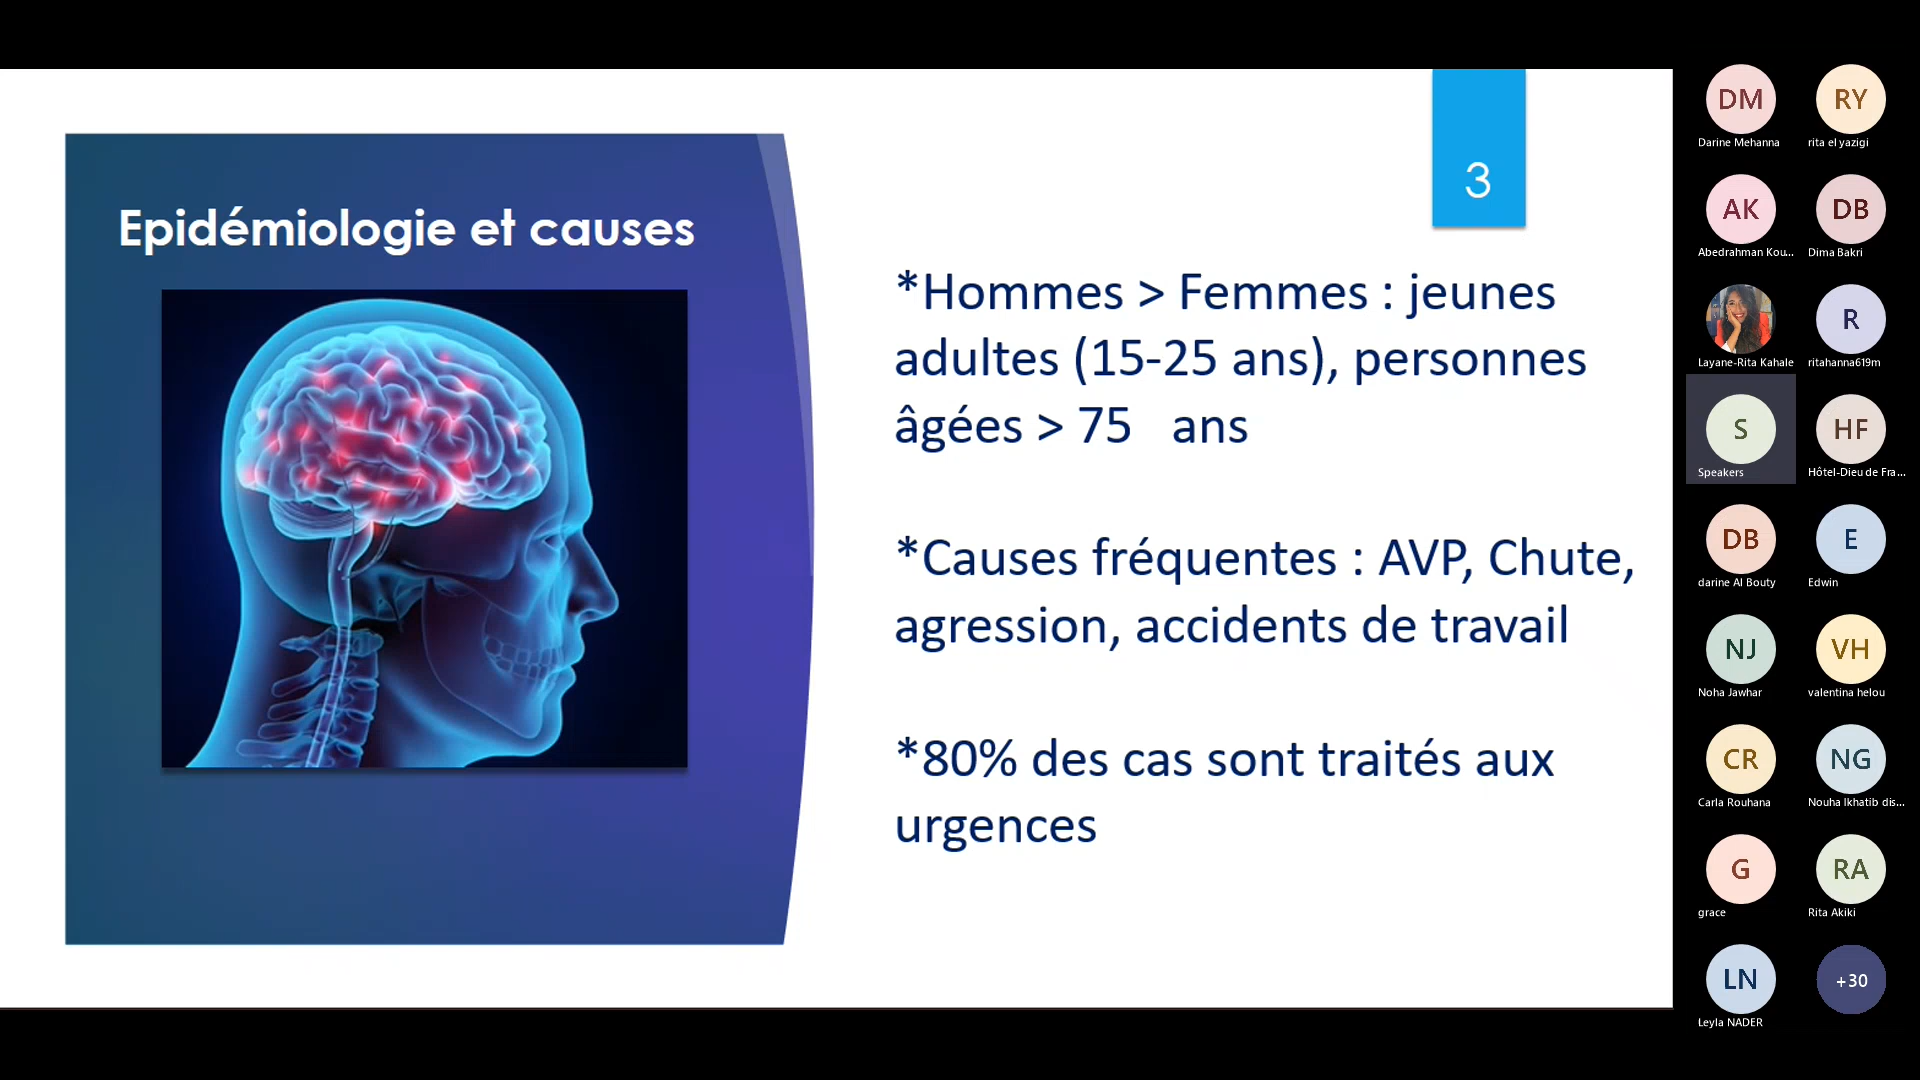 Epidémiologie et causes
3
*Hommes > Femmes : jeunes
adultes (15-25 ans), personnes
âgées > 75 ans
*Causes fréquentes : AVP, Chute,
agression, accidents de travail
*80% des cas sont traités aux
urgences
DM
Darine Mehanna
RY
rita el yazigi
AK
Abedrahman Kou...
DB
Dima Bakri
Layane-Rita Kahale
R
ritahanna619m
S
Speakers
HF
Hôtel-Dieu de Fra...
DB
darine Al Bouty
E
Edwin
NJ
Noha Jawhar
VH
valentina helou
CR
Carla Rouhana
NG
Nouha lkhatib dis...
G
grace
RA
Rita Akiki
LN
Leyla NADER
+30